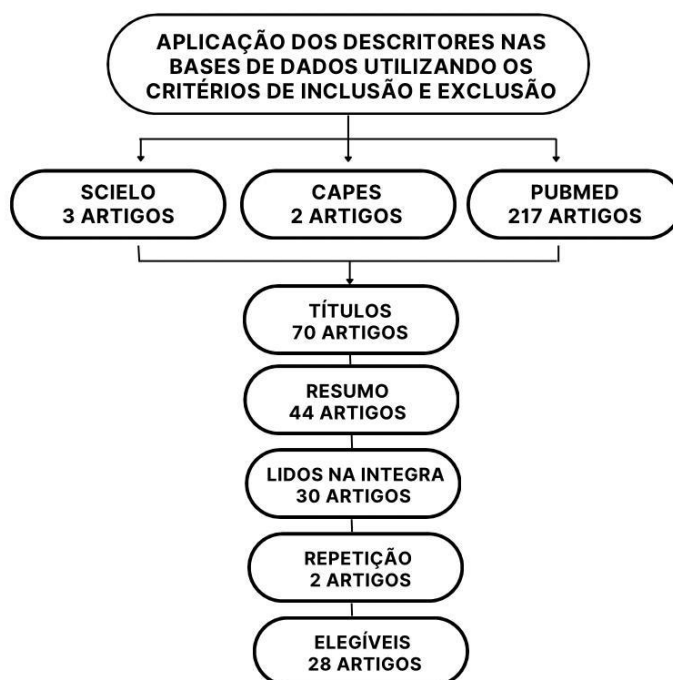 APLICAÇÃO DOS DESCRITORES NAS
BASES DE DADOS UTILIZANDO OS
CRITÉRIOS DE INCLUSÃO E EXCLUSÃO
SCIELO
3 ARTIGOS
CAPES
2 ARTIGOS
PUBMED
217 ARTIGOS
TÍTULOS
70 ARTIGOS
RESUMO
44 ARTIGOS
LIDOS NA INTEGRA
30 ARTIGOS
REPETIÇÃO
2 ARTIGOS
ELEGÍVEIS
28 ARTIGOS